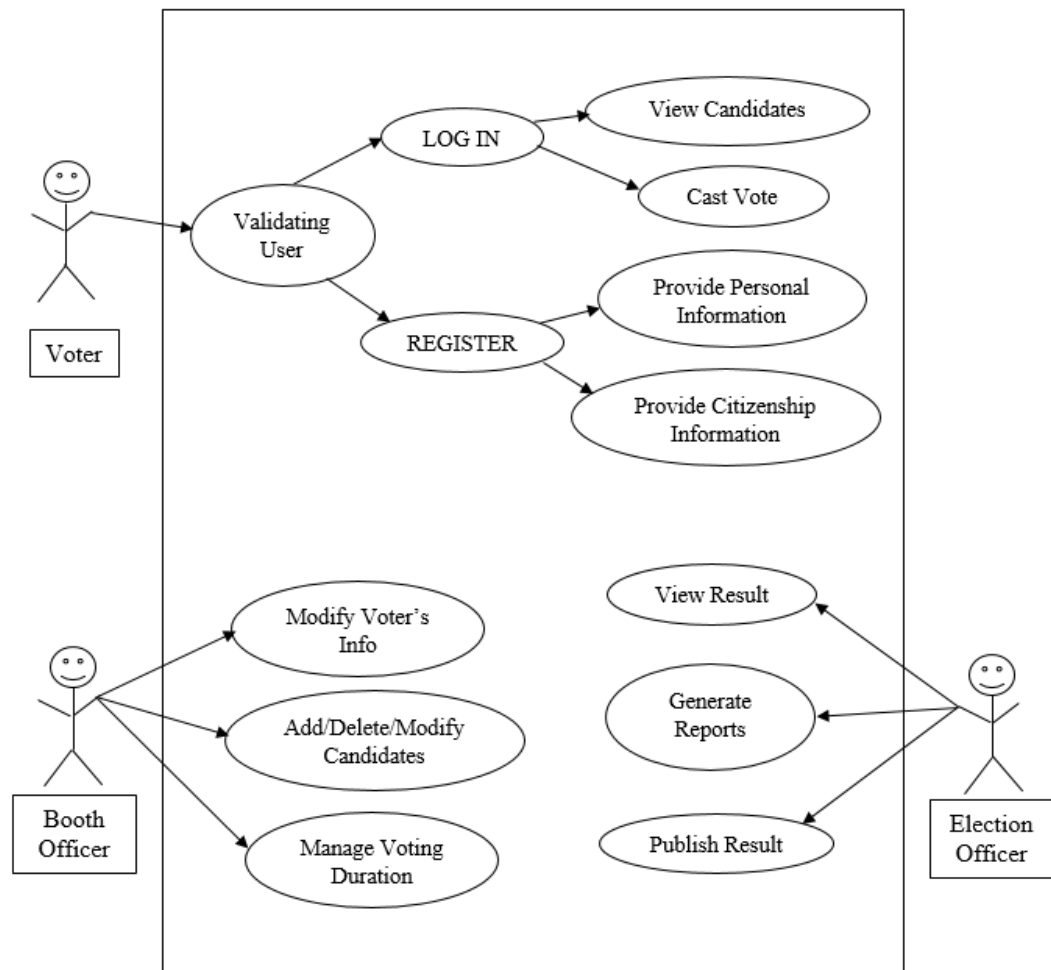 View Candidates
LOG IN
Cast Vote
Validating
User
Provide Personal
Information
REGISTER
Voter
Provide Citizenship
Information
View Result
Modify Voter’s
Info
Generate
Reports
Add/Delete/Modify
Candidates
Booth
Officer
Manage Voting
Duration
Publish Result
Election
Officer